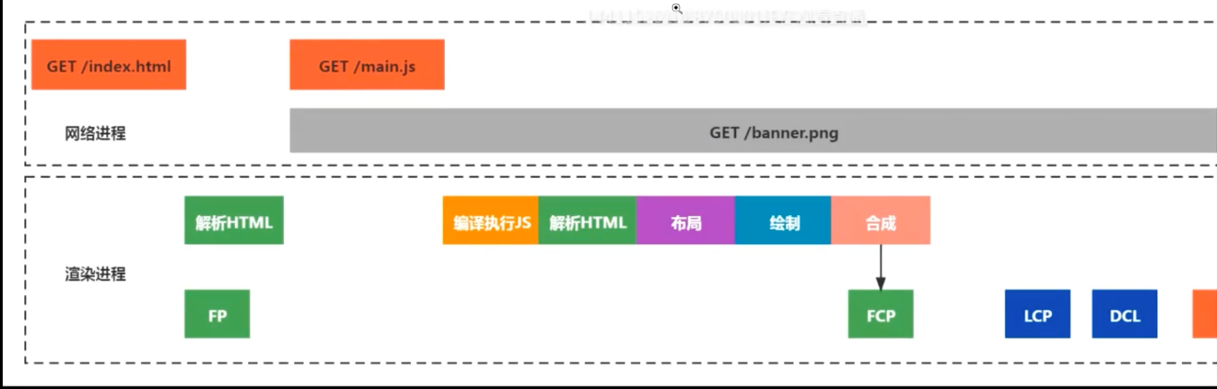 GET /index.html
GET /main.js
网络进程
GET /banner.png
解析HTML
编译执行JS
解析HTML
布局
绘制
合成
渲染进程
FP
FCP
LCP
DCL